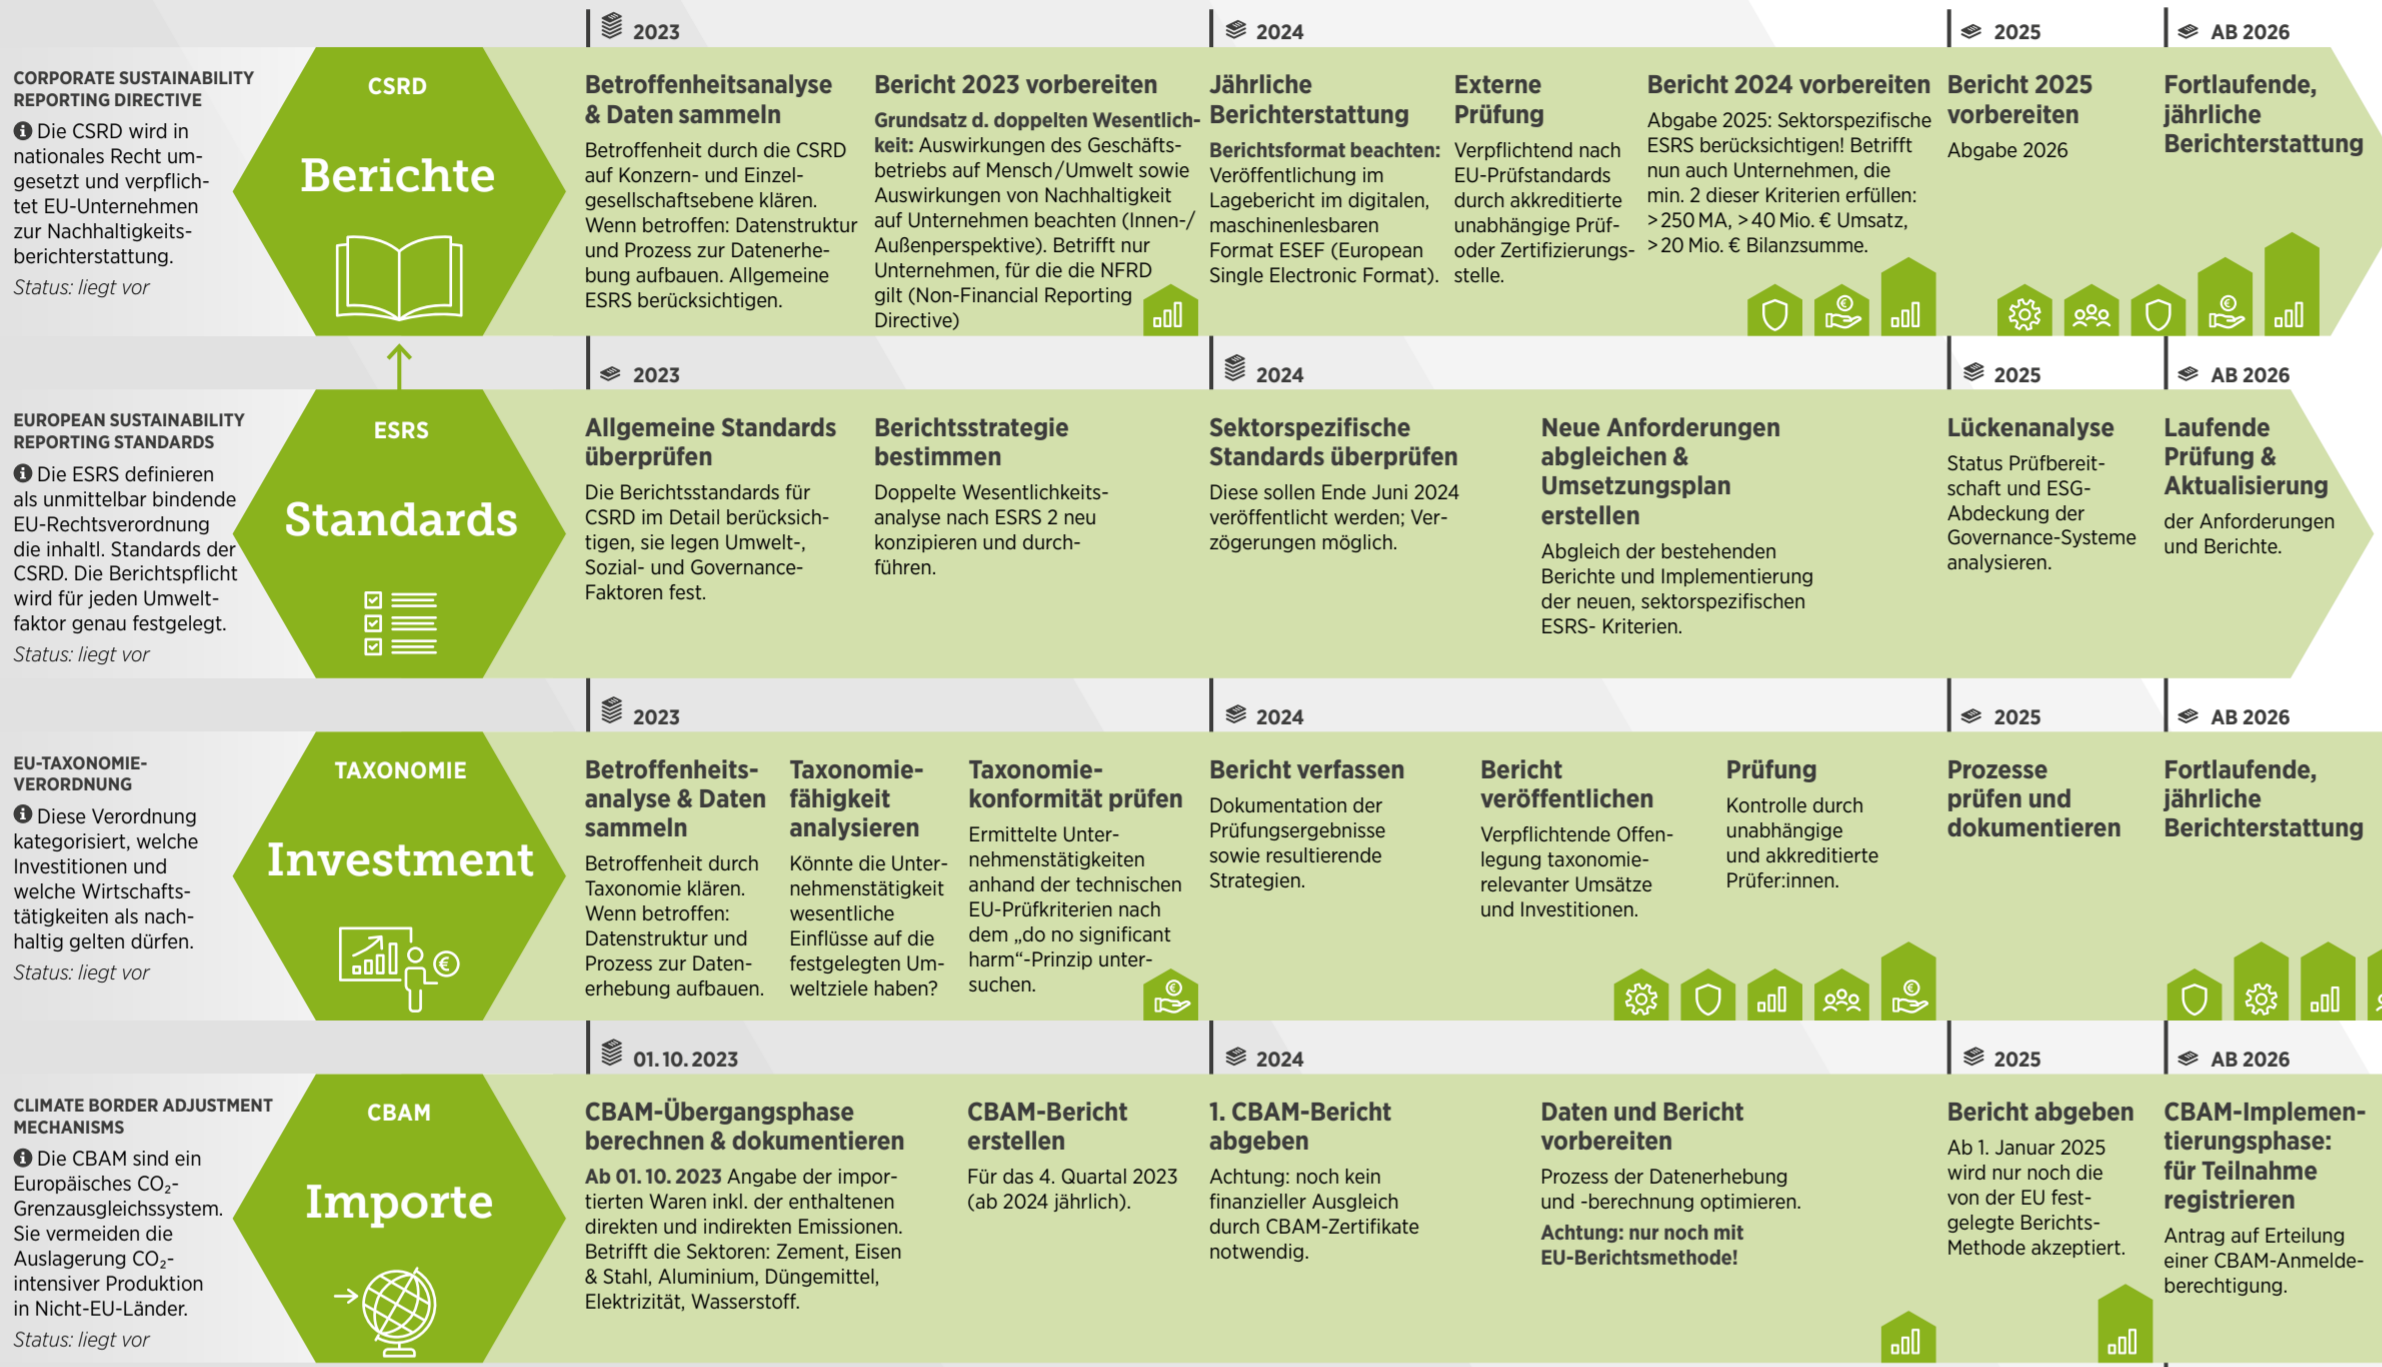 2023
2024
2025
AB 2026
CORPORATE SUSTAINABILITY
REPORTING DIRECTIVE
Die CSRD wird in
nationales Recht um-
gesetzt und verpflich-
tet EU-Unternehmen
zur Nachhaltigkeits-
berichterstattung.
Status: liegt vor
CSRD
Berichte
Betroffenheitsanalyse
& Daten sammeln
Betroffenheit durch die CSRD
auf Konzern- und Einzel-
gesellschaftsebene klären.
Wenn betroffen: Datenstruktur
und Prozess zur Datenerhe-
bung aufbauen. Allgemeine
ESRS berücksichtigen.
Bericht 2023 vorbereiten
Grundsatz d. doppelten Wesentlich-
keit: Auswirkungen des Geschäfts-
betriebs auf Mensch/Umwelt sowie
Auswirkungen von Nachhaltigkeit
auf Unternehmen beachten (Innen-/
Außenperspektive). Betrifft nur
Unternehmen, für die die NFRD
gilt (Non-Financial Reporting
Directive)
Jährliche
Berichterstattung
Berichtsformat beachten:
Veröffentlichung im
Lagebericht im digitalen,
maschinenlesbaren
Format ESEF (European
Single Electronic Format).
Externe
Prüfung
Verpflichtend nach
EU-Prüfstandards
durch akkreditierte
unabhängige Prüf-
oder Zertifizierungs-
stelle.
Bericht 2024 vorbereiten
Abgabe 2025: Sektorspezifische
ESRS berücksichtigen! Betrifft
nun auch Unternehmen, die
min. 2 dieser Kriterien erfüllen:
>250 MA, >40 Mio. € Umsatz,
>20 Mio. € Bilanzsumme.
Bericht 2025
vorbereiten
Abgabe 2026
Fortlaufende,
jährliche
Berichterstattung
2023
2024
2025
AB 2026
EUROPEAN SUSTAINABILITY
REPORTING STANDARDS
Die ESRS definieren
als unmittelbar bindende
EU-Rechtsverordnung
die inhaltl. Standards der
CSRD. Die Berichtspflicht
wird für jeden Umwelt-
faktor genau festgelegt.
Status: liegt vor
ESRS
Standards
Allgemeine Standards
überprüfen
Die Berichtsstandards für
CSRD im Detail berücksich-
tigen, sie legen Umwelt-,
Sozial- und Governance-
Faktoren fest.
Berichtsstrategie
bestimmen
Doppelte Wesentlichkeits-
analyse nach ESRS 2 neu
konzipieren und durch-
führen.
Sektorspezifische
Standards überprüfen
Diese sollen Ende Juni 2024
veröffentlicht werden; Ver-
zögerungen möglich.
Neue Anforderungen
abgleichen &
Umsetzungsplan
erstellen
Abgleich der bestehenden
Berichte und Implementierung
der neuen, sektorspezifischen
ESRS- Kriterien.
Lückenanalyse
Status Prüfbereit-
schaft und ESG-
Abdeckung der
Governance-Systeme
analysieren.
Laufende
Prüfung &
Aktualisierung
der Anforderungen
und Berichte.
2023
2024
2025
AB 2026
EU-TAXONOMIE-
VERORDNUNG
Diese Verordnung
kategorisiert, welche
Investitionen und
welche Wirtschafts-
tätigkeiten als nach-
haltig gelten dürfen.
Status: liegt vor
TAXONOMIE
Investment
Betroffenheits-
analyse & Daten
sammeln
Betroffenheit durch
Taxonomie klären.
Wenn betroffen:
Datenstruktur und
Prozess zur Daten-
erhebung aufbauen.
Taxonomie-
fähigkeit
analysieren
Könnte die Unter-
nehmenstätigkeit
wesentliche
Einflüsse auf die
festgelegten Um-
weltziele haben?
Taxonomie-
konformität prüfen
Ermittelte Unter-
nehmenstätigkeiten
anhand der technischen
EU-Prüfkriterien nach
dem „do no significant
harm“-Prinzip unter-
suchen.
Bericht verfassen
Dokumentation der
Prüfungsergebnisse
sowie resultierende
Strategien.
Bericht
veröffentlichen
Verpflichtende Offen-
legung taxonomie-
relevanter Umsätze
und Investitionen.
Prüfung
Kontrolle durch
unabhängige
und akkreditierte
Prüfer:innen.
Prozesse
prüfen und
dokumentieren
Fortlaufende,
jährliche
Berichterstattung
01.10.2023
2024
2025
AB 2026
CLIMATE BORDER ADJUSTMENT
MECHANISMS
Die CBAM sind ein
Europäisches CO₂-
Grenzausgleichssystem.
Sie vermeiden die
Auslagerung CO₂-
intensiver Produktion
in Nicht-EU-Länder.
Status: liegt vor
CBAM
Importe
CBAM-Übergangsphase
berechnen & dokumentieren
Ab 01. 10. 2023 Angabe der impor-
tierten Waren inkl. der enthaltenen
direkten und indirekten Emissionen.
Betrifft die Sektoren: Zement, Eisen
& Stahl, Aluminium, Düngemittel,
Elektrizität, Wasserstoff.
CBAM-Bericht
erstellen
Für das 4. Quartal 2023
(ab 2024 jährlich).
1. CBAM-Bericht
abgeben
Achtung: noch kein
finanzieller Ausgleich
durch CBAM-Zertifikate
notwendig.
Daten und Bericht
vorbereiten
Prozess der Datenerhebung
und -berechnung optimieren.
Achtung: nur noch mit
EU-Berichtsmethode!
Bericht abgeben
Ab 1. Januar 2025
wird nur noch die
von der EU fest-
gelegte Berichts-
Methode akzeptiert.
CBAM-Implemen-
tierungsphase:
für Teilnahme
registrieren
Antrag auf Erteilung
einer CBAM-Anmelde-
berechtigung.